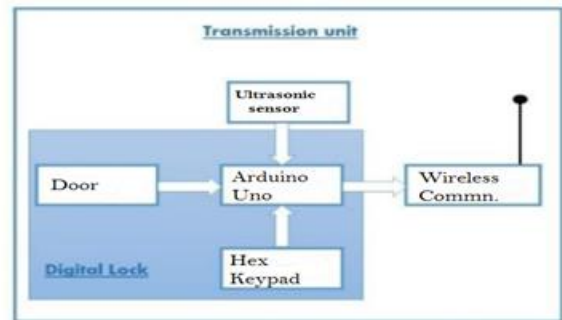 Transmission unit
Ultrasonic
sensor
Door
Arduino
Uno
Wireless
Commn.
Hex
Keypad
Digital Lock